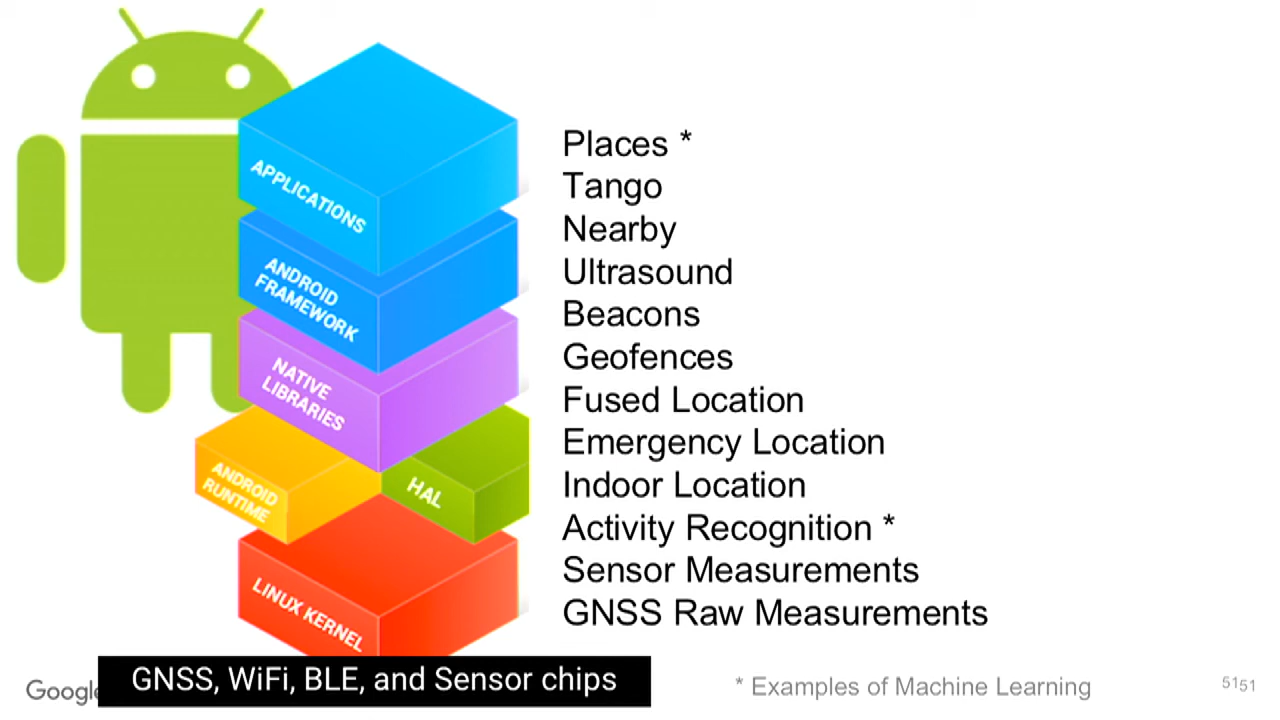 APPLICATIONS
ANDROID
FRAMEWORK
NATIVE
LIBRARIES
ANDROID
RUNTIME
HAL
LINUX KERNEL
Places *
Tango
Nearby
Ultrasound
Beacons
Geofences
Fused Location
Emergency Location
Indoor Location
Activity Recognition *
Sensor Measurements
GNSS Raw Measurements
Google
GNSS, WiFi, BLE, and Sensor chips
* Examples of Machine Learning
5151